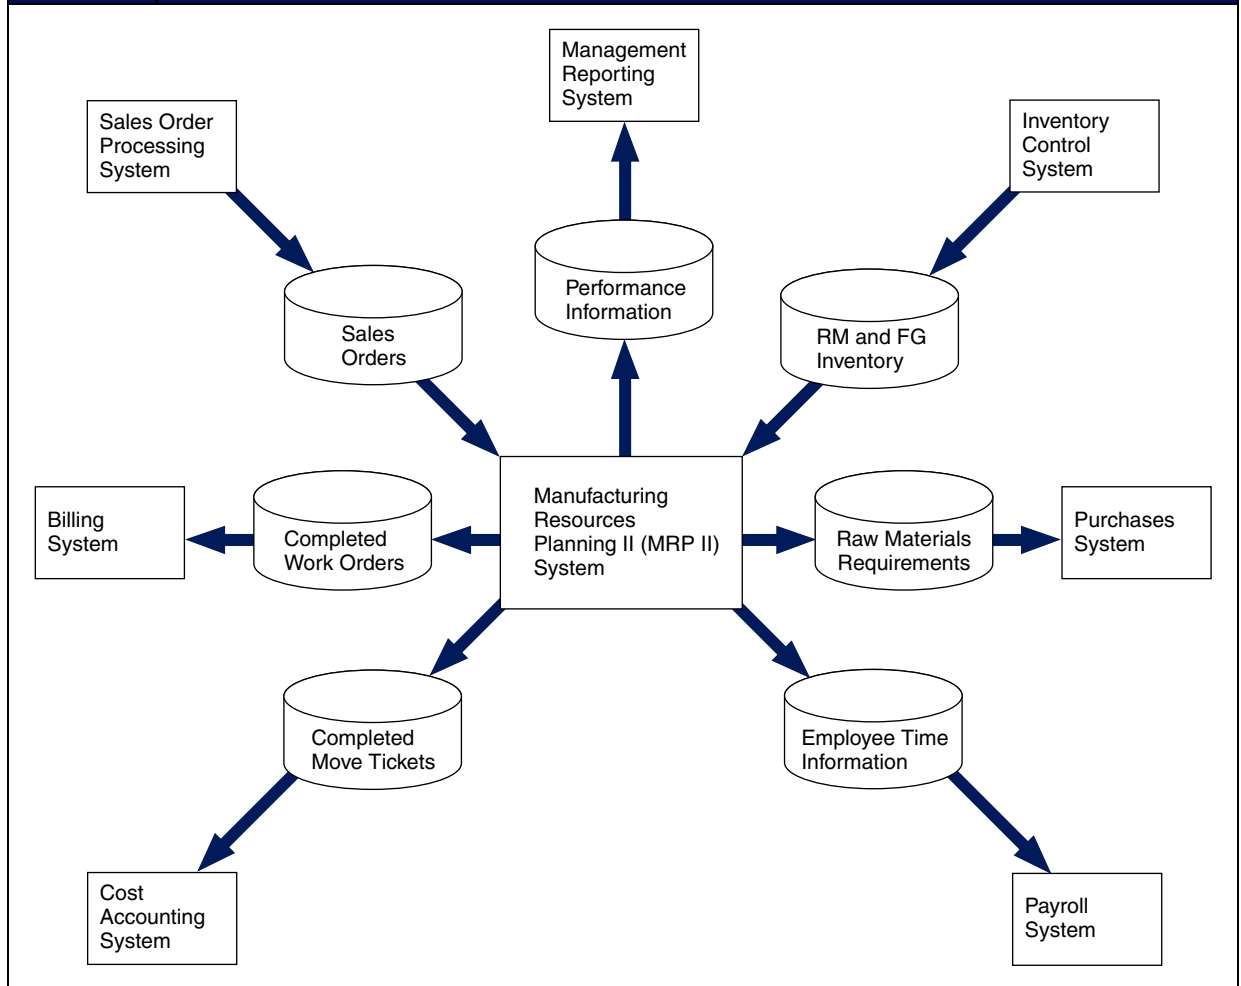 Management
Reporting
System
Sales Order
Processing
System
Inventory
Control
System
Performance
Information
Sales
Orders
RM and FG
Inventory
Manufacturing
Resources
Planning II (MRP II)
System
Billing
System
Completed
Work Orders
Raw Materials
Requirements
Purchases
System
Completed
Move Tickets
Employee Time
Information
Cost
Accounting
System
Payroll
System